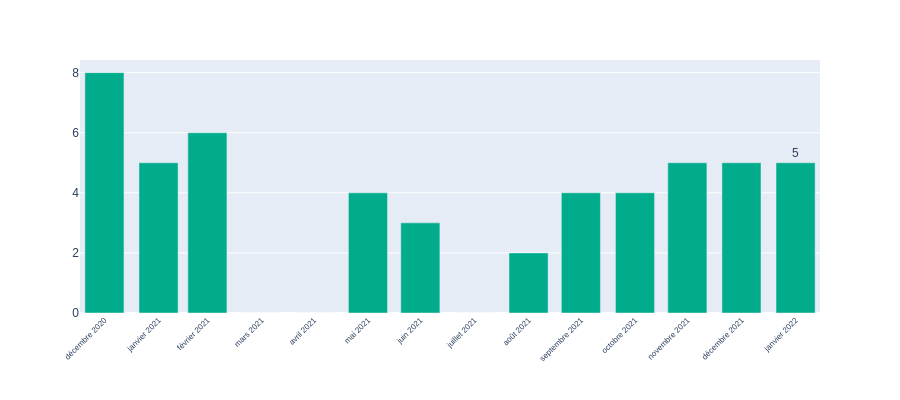 8
6
5
4
2
0
décembre 2020
janvier 2021
février 2021
mars 2021
avril 2021
mai 2021
juin 2021
juillet 2021
août 2021
septembre 2021
octobre 2021
novembre 2021
décembre 2021
janvier 2022